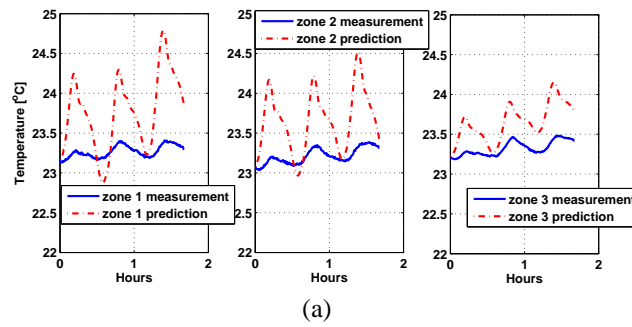 Temperature [°C]
25
24.5
24
23.5
23
22.5
22
zone 1 measurement
zone 1 prediction
0
1
2
Hours
25
24.5
24
23.5
23
22
zone 2 measurement
zone 2 prediction
0
1
2
Hours
25
24.5
24
23.5
23
22.5
22
zone 3 measurement
zone 3 prediction
0
1
2
Hours
(a)